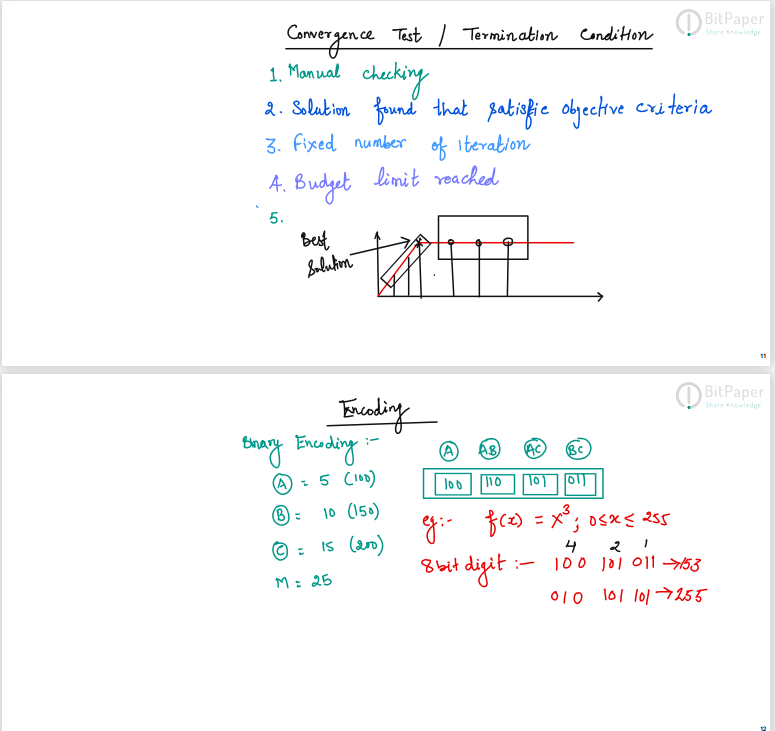 BitPaper
Share Knowledge
Convergence Test / Termination Condition
1. Manual checking
2. Solution found that satisfie objective criteria
3. Fixed number of iteration
4. Budget limit reached
5.
Best
Solution
11
BitPaper
Share Knowledge
Encoding
Binary Encoding :-
A = 5 (100)
B = 10 (150)
C = 15 (200)
M = 25
A AB AC BC
100 110 101 011
eg:- f(x) = x³; 0≤x≤ 255
4 2 1
8 bit digit :- 100 101 011 →153
010 101 101 →255
12